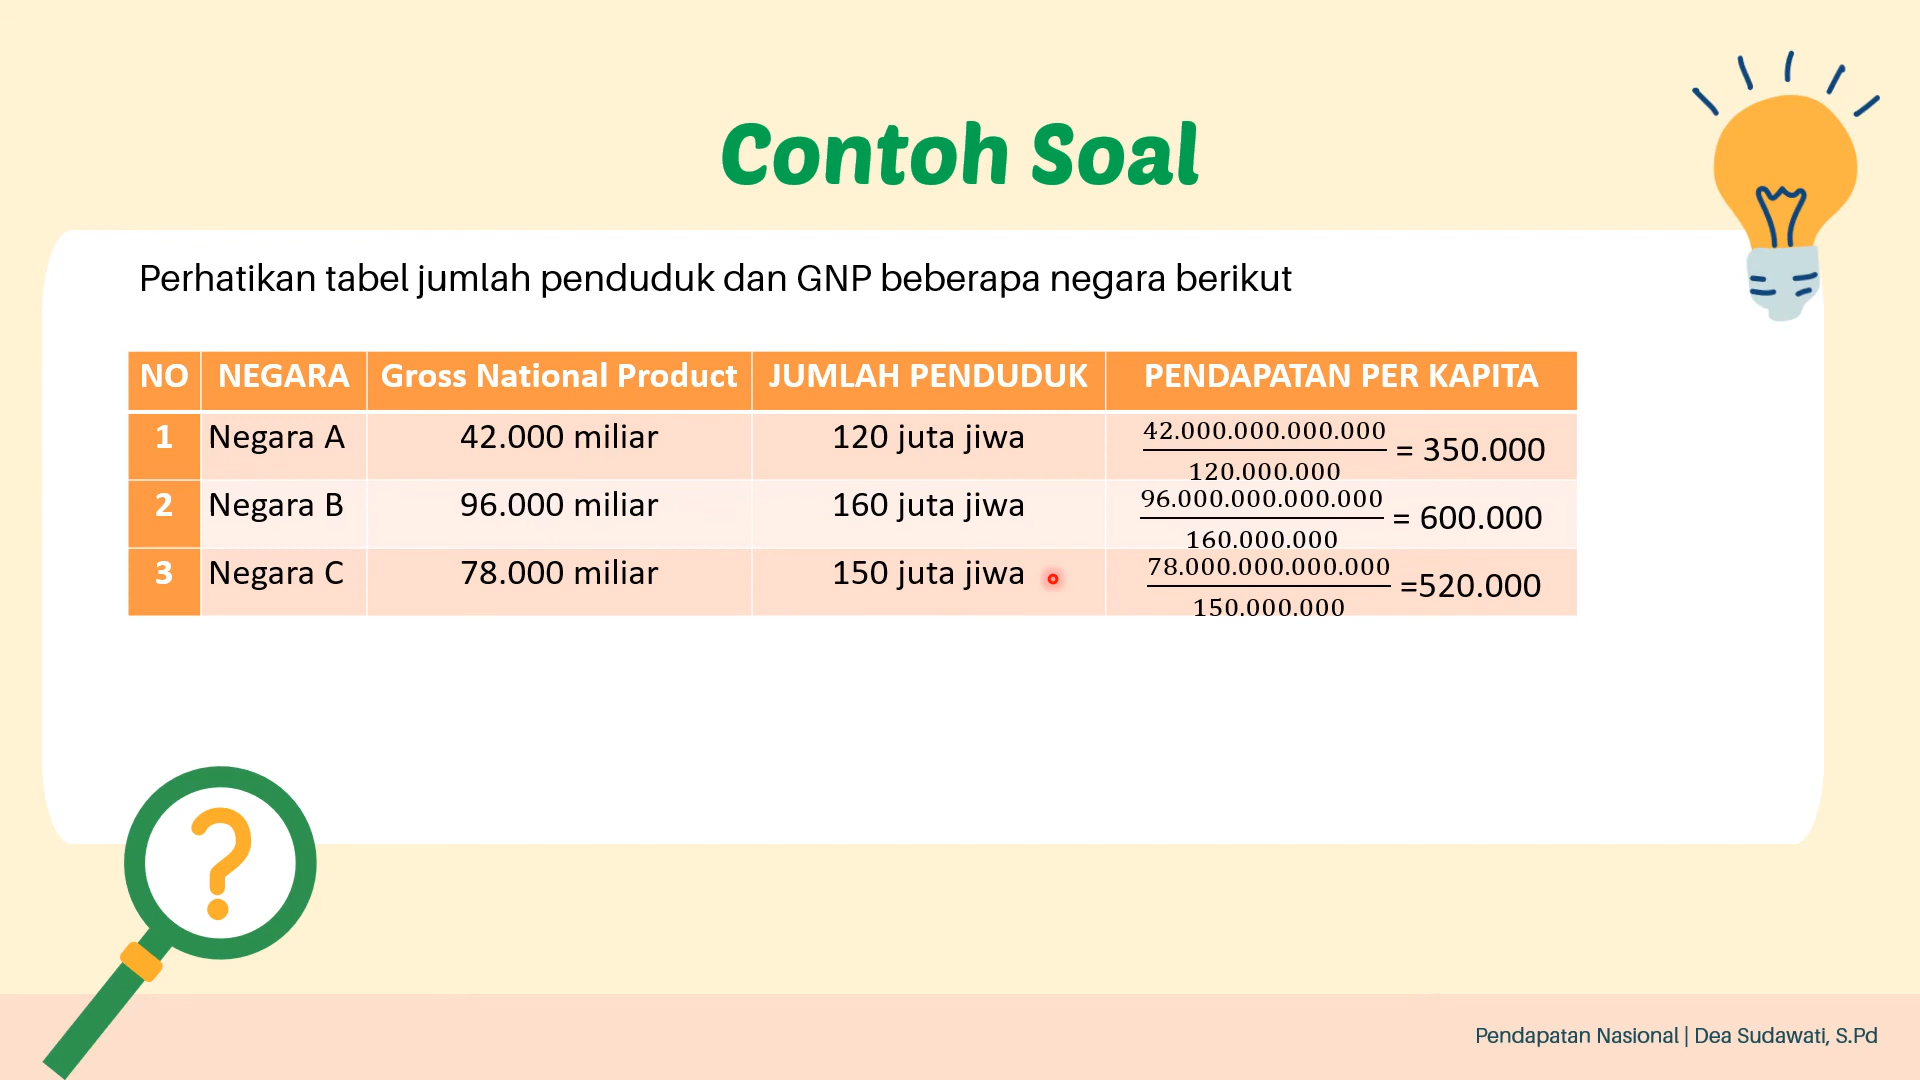 Contoh Soal
Perhatikan tabel jumlah penduduk dan GNP beberapa negara berikut
NO NEGARA Gross National Product JUMLAH PENDUDUK PENDAPATAN PER KAPITA
1 Negara A 42.000 miliar 120 juta jiwa 42.000.000.000.000 / 120.000.000 = 350.000
2 Negara B 96.000 miliar 160 juta jiwa 96.000.000.000.000 / 160.000.000 = 600.000
3 Negara C 78.000 miliar 150 juta jiwa 78.000.000.000.000 / 150.000.000 =520.000
?
Pendapatan Nasional | Dea Sudawati, S.Pd